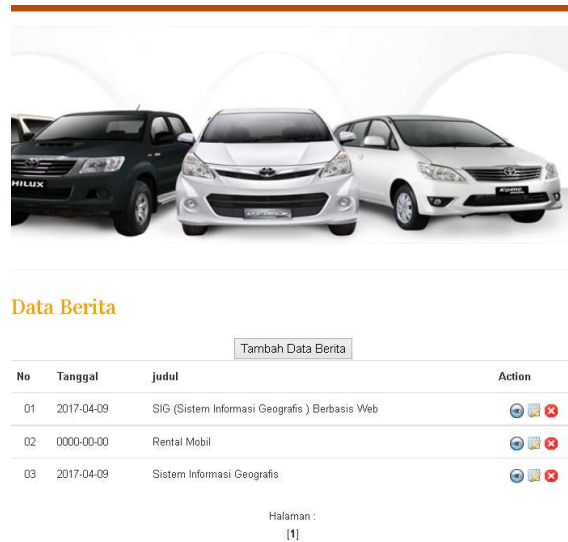 HILUX
Data Berita
Tambah Data Berita
No Tanggal judul Action
01 2017-04-09 SIG (Sistem Informasi Geografis ) Berbasis Web
02 0000-00-00 Rental Mobil
03 2017-04-09 Sistem Informasi Geografis
Halaman :
[1]